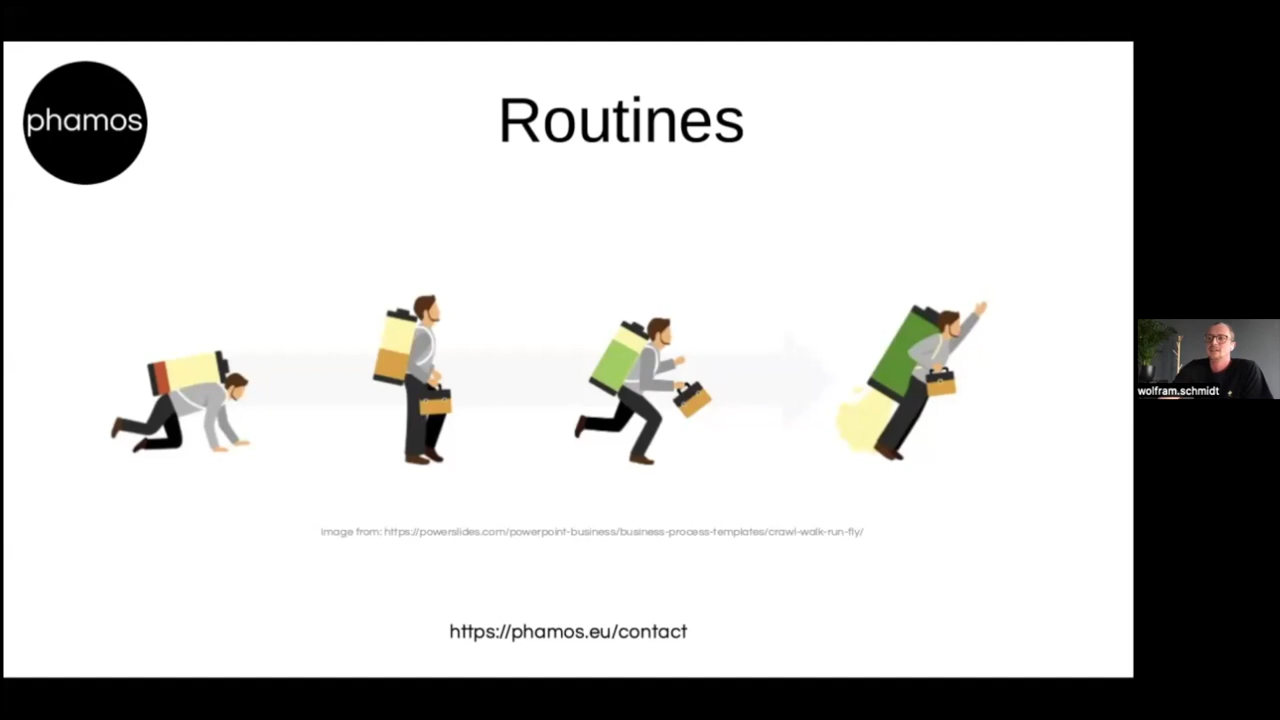 phamos
Routines
wolfram.schmidt
Image from: https://powerslides.com/powerpoint-business/business-process-templates/crawl-walk-run-fly/
https://phamos.eu/contact